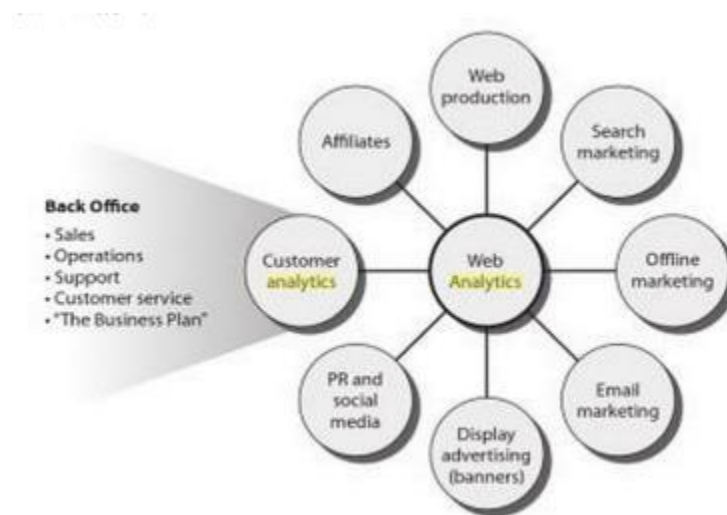 Web
production
Affiliates
Search
marketing
Back Office
• Sales
• Operations
• Support
• Customer service
• "The Business Plan"
Customer
analytics
Web
Analytics
Offline
marketing
PR and
social
media
Email
marketing
Display
advertising
(banners)